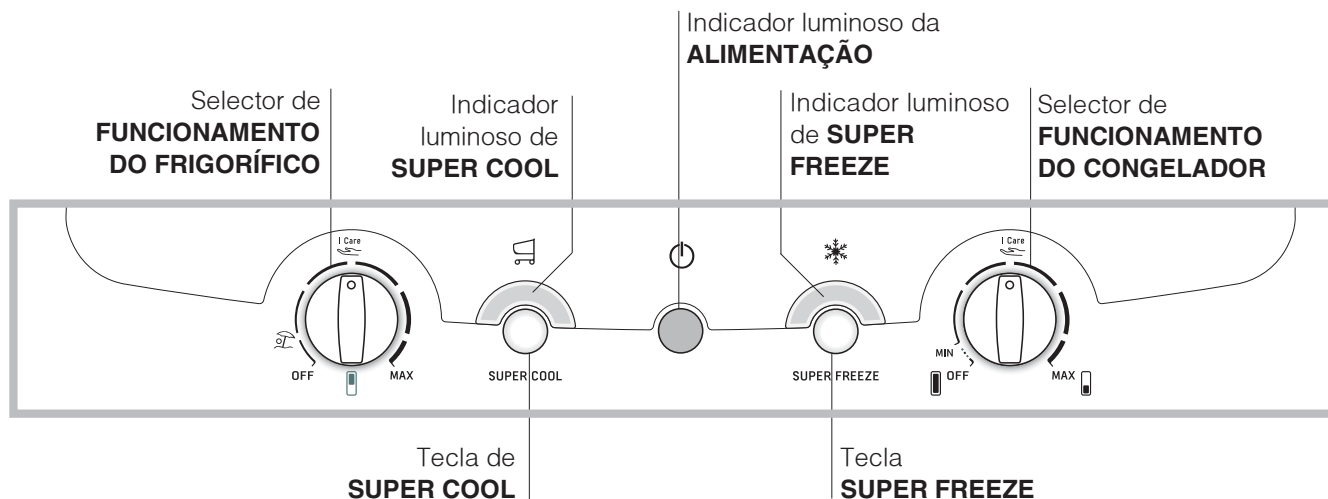 Indicador luminoso da
ALIMENTAÇÃO
Selector de
FUNCIONAMENTO
DO FRIGORÍFICO
Indicador
luminoso de
SUPER COOL
Indicador luminoso
de SUPER
FREEZE
Selector de
FUNCIONAMENTO
DO CONGELADOR
I Care
I Care
OFF
MAX
SUPER COOL
SUPER FREEZE
MIN
OFF
MAX
Tecla de
SUPER COOL
Tecla
SUPER FREEZE